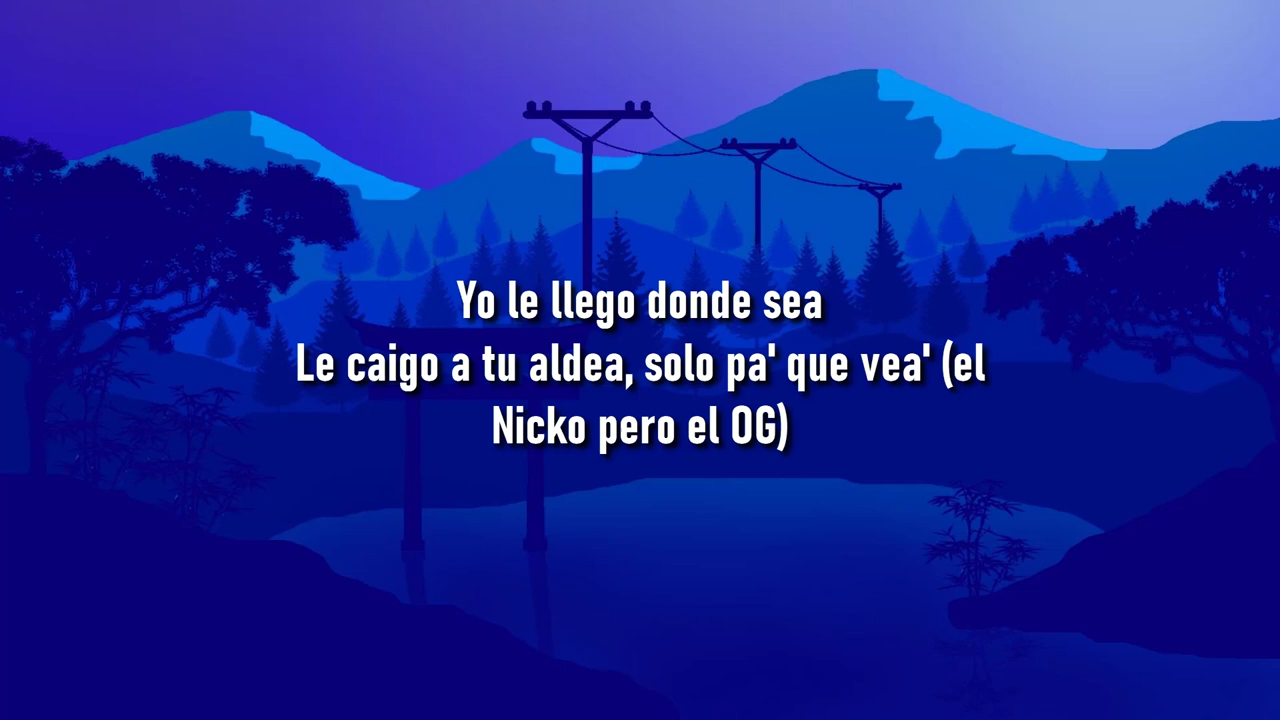 Yo le llego donde sea
Le caigo a tu aldea, solo pa' que vea' (el
Nicko pero el OG)